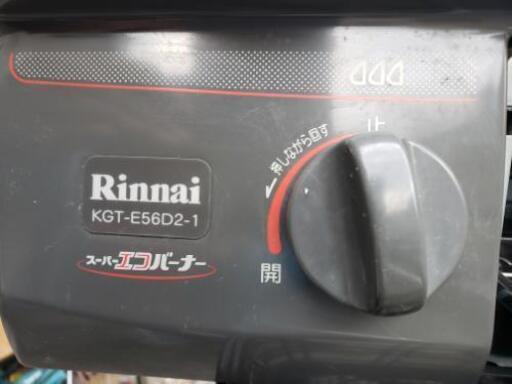 止
押しながら回す
Rinnai
KGT-E56D2-1
スーパーエコバーナー
開